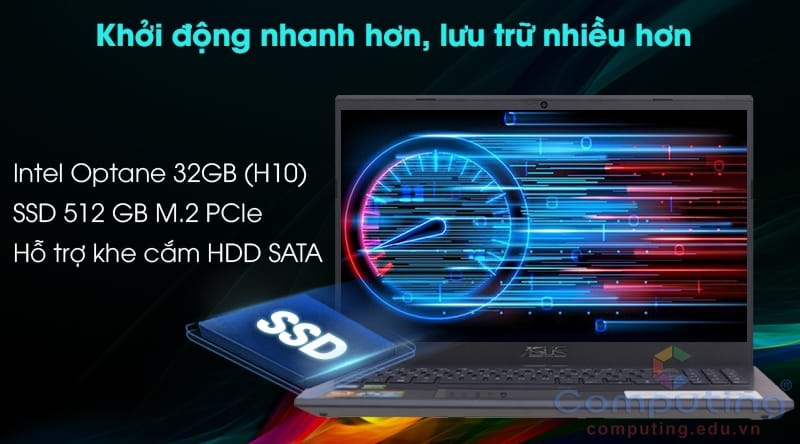 Khởi động nhanh hơn, lưu trữ nhiều hơn
Intel Optane 32GB (H10)
SSD 512 GB M.2 PCIe
Hỗ trợ khe cắm HDD SATA
SSD
ASUS
Computing®
computing.edu.vn